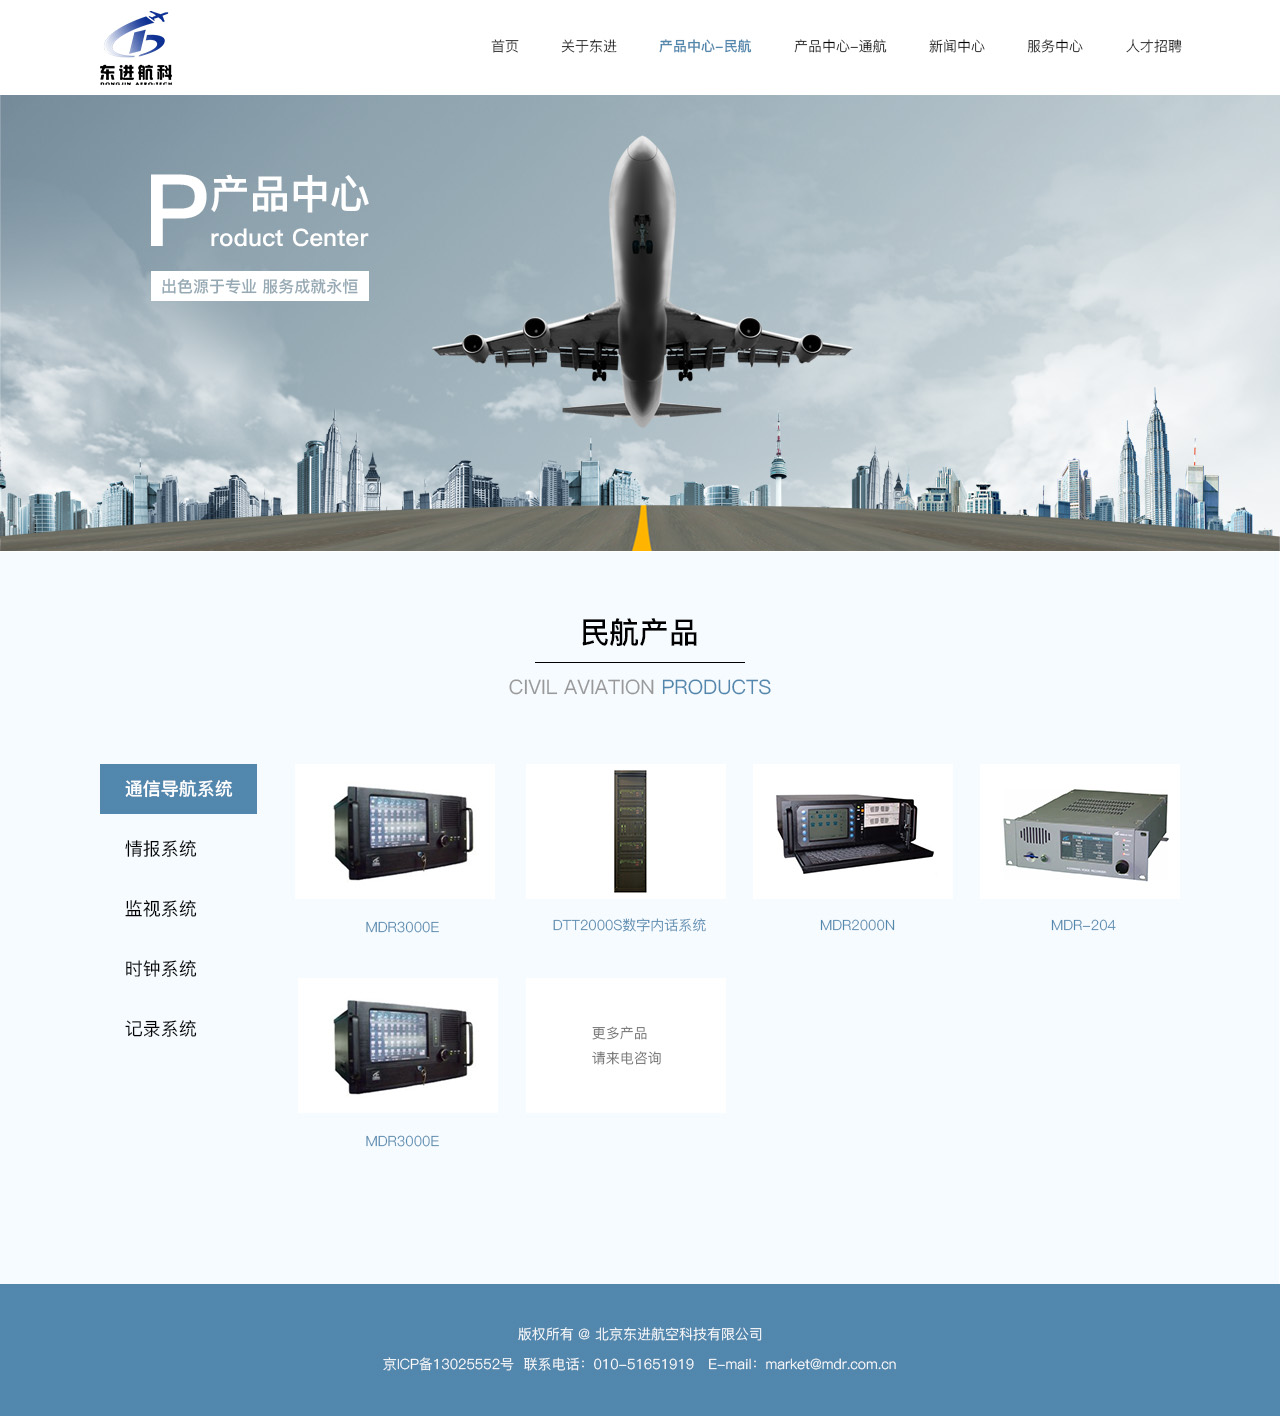 东进航科
DONGJIN AERO-TECH
首页 关于东进 产品中心-民航 产品中心-通航 新闻中心 服务中心 人才招聘
产品中心
Product Center
出色源于专业 服务成就永恒
民航产品
CIVIL AVIATION PRODUCTS
通信导航系统
情报系统
监视系统
时钟系统
记录系统
MDR3000E
DTT2000S数字内话系统
MDR2000N
MDR-204
MDR3000E
更多产品
请来电咨询
版权所有 @ 北京东进航空科技有限公司
京ICP备13025552号 联系电话：010-51651919 E-mail：market@mdr.com.cn